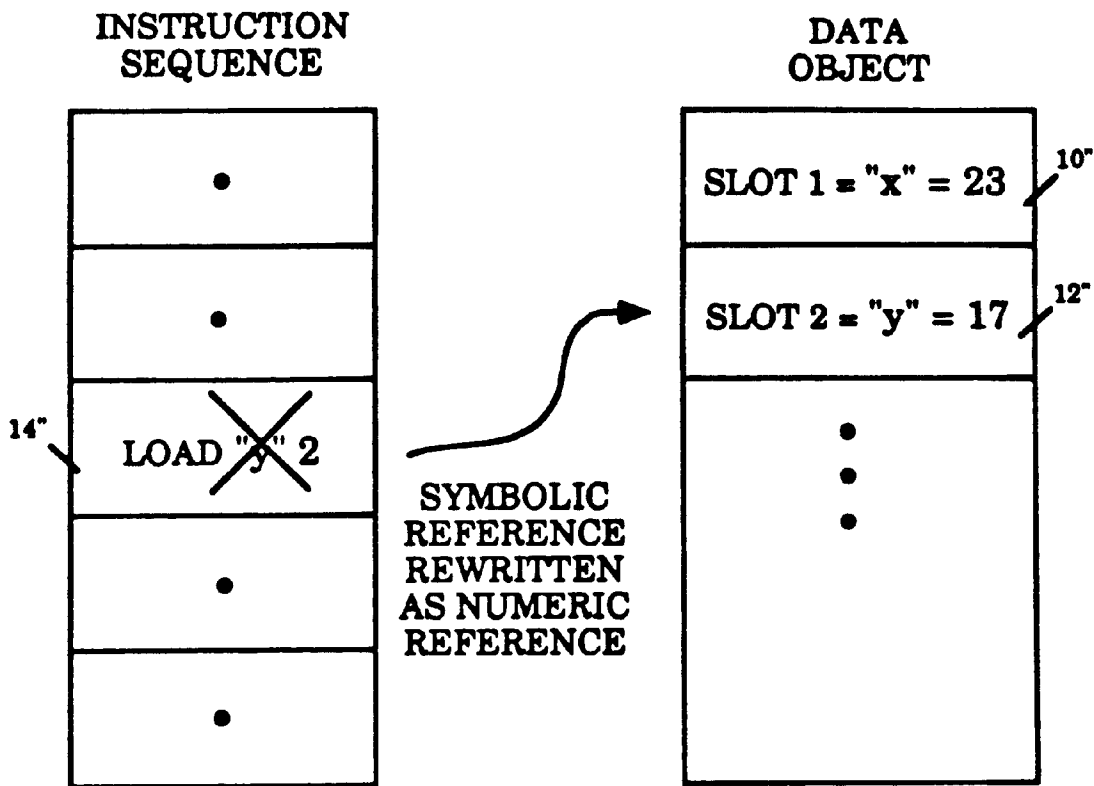 INSTRUCTION
SEQUENCE
DATA
OBJECT
SLOT 1 = "x" = 23
10"
SLOT 2 = "y" = 17
12"
14"
LOAD "y" 2
SYMBOLIC
REFERENCE
REWRITTEN
AS NUMERIC
REFERENCE